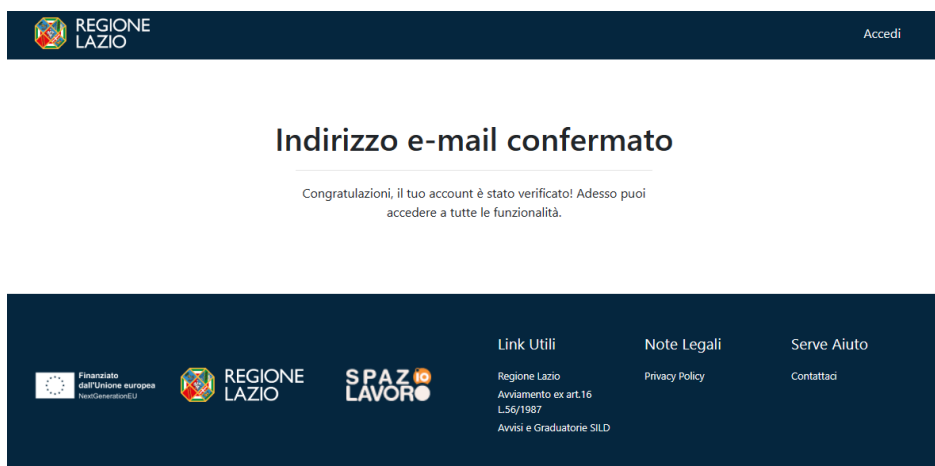 REGIONE
LAZIO
Accedi
Indirizzo e-mail confermato
Congratulazioni, il tuo account è stato verificato! Adesso puoi
accedere a tutte le funzionalità.
Finanziato
dall'Unione europea
NextGenerationEU
REGIONE
LAZIO
SPAZIO
LAVORO
Link Utili
Regione Lazio
Avviamento ex art.16
L.56/1987
Avvisi e Graduatorie SILD
Note Legali
Privacy Policy
Serve Aiuto
Contattaci